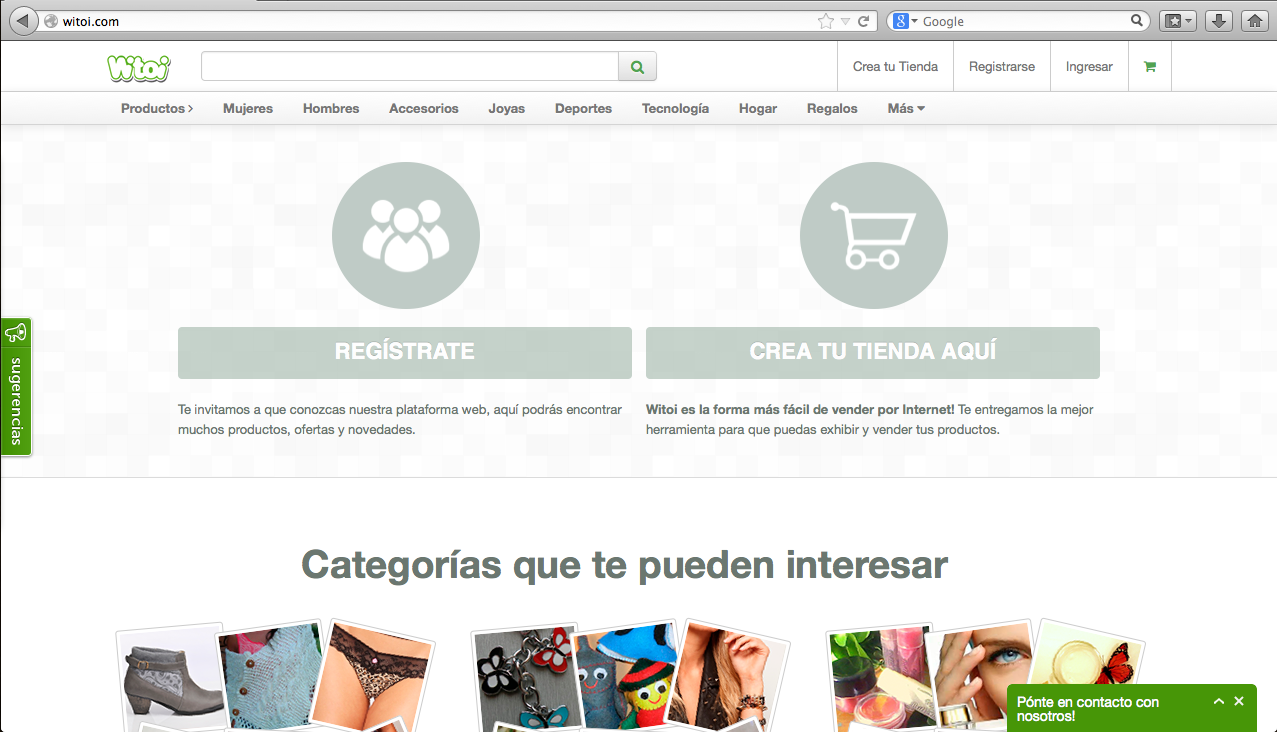 witoi.com
Google
Witoi
Crea tu Tienda
Registrarse
Ingresar
Productos
Mujeres
Hombres
Accesorios
Joyas
Deportes
Tecnología
Hogar
Regalos
Más
REGÍSTRATE
CREA TU TIENDA AQUÍ
Te invitamos a que conozcas nuestra plataforma web, aquí podrás encontrar
muchos productos, ofertas y novedades.
Witoi es la forma más fácil de vender por Internet! Te entregamos la mejor
herramienta para que puedas exhibir y vender tus productos.
sugerencias
Categorías que te pueden interesar
Pónte en contacto con
nosotros!